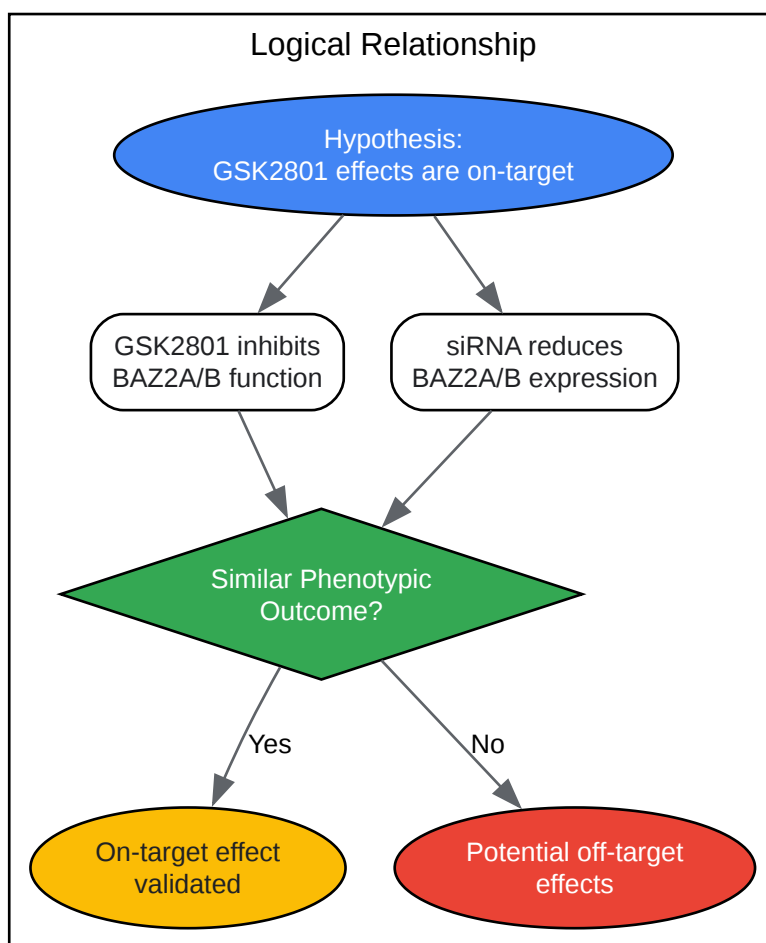 Logical Relationship
Hypothesis:
GSK2801 effects are on-target
GSK2801 inhibits
BAZ2A/B function
siRNA reduces
BAZ2A/B expression
Similar Phenotypic
Outcome?
Yes
No
On-target effect
validated
Potential off-target
effects